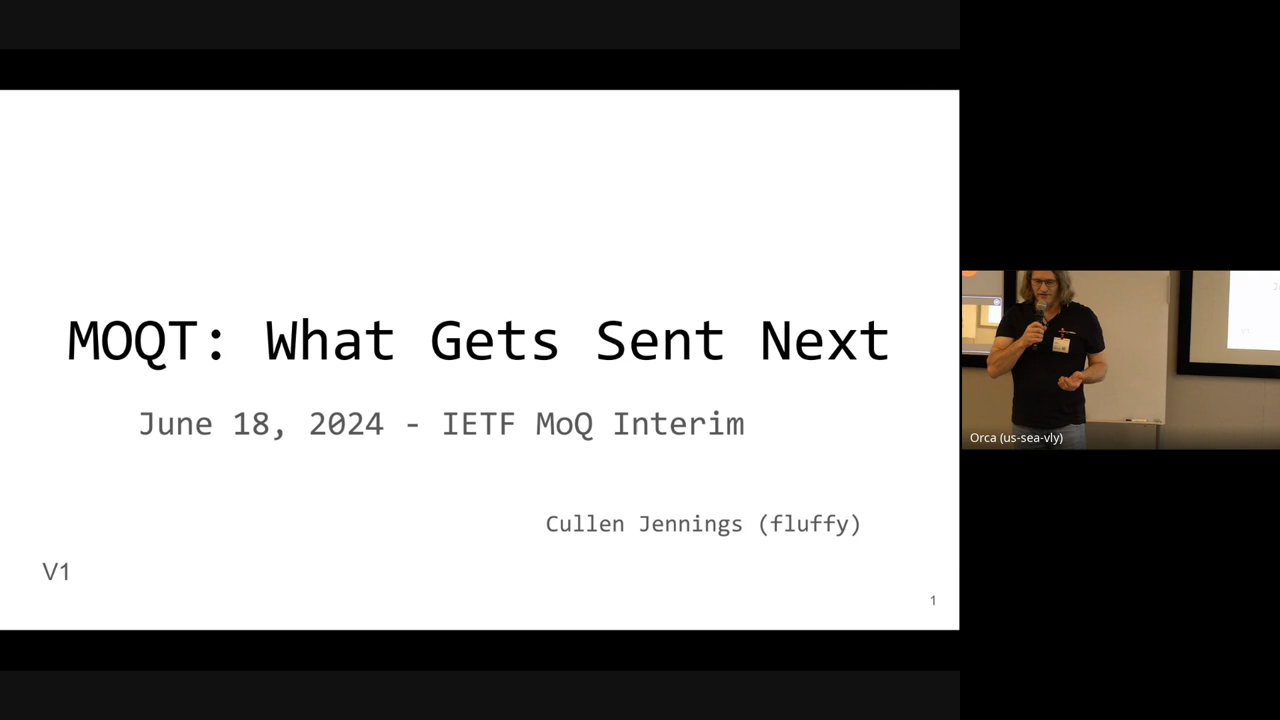 MOQT: What Gets Sent Next
June 18, 2024 - IETF MoQ Interim
Cullen Jennings (fluffy)
V1
1
Orca (us-sea-vly)